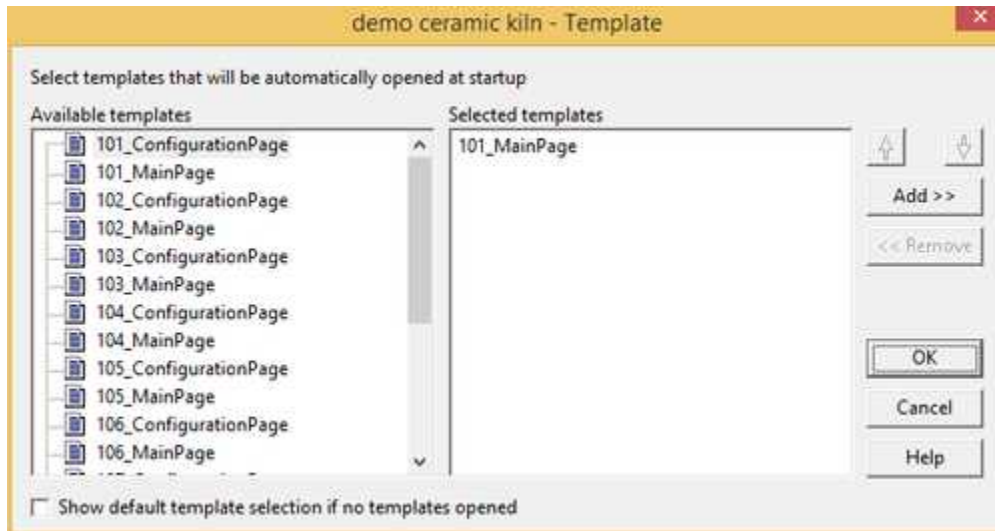 demo ceramic kiln - Template
Select templates that will be automatically opened at startup
Available templates
Selected templates
101_ConfigurationPage
101_MainPage
102_ConfigurationPage
102_MainPage
103_ConfigurationPage
103_MainPage
104_ConfigurationPage
104_MainPage
105_ConfigurationPage
105_MainPage
106_ConfigurationPage
106_MainPage
101_MainPage
Add >>
<< Remove
OK
Cancel
Help
Show default template selection if no templates opened